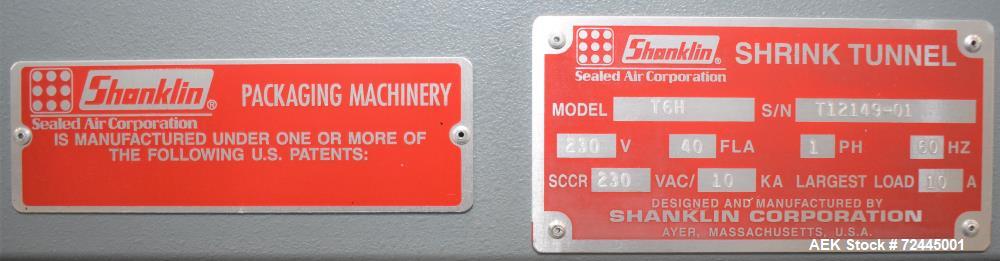 Shanklin®
PACKAGING MACHINERY
Sealed Air Corporation
IS MANUFACTURED UNDER ONE OR MORE OF
THE FOLLOWING U.S. PATENTS:
Shanklin® SHRINK TUNNEL
Sealed Air Corporation
MODEL T6H S/N T12149-01
230 V 40 FLA 1 PH 60 HZ
SCCR 230 VAC/ 10 KA LARGEST LOAD 10 A
DESIGNED AND MANUFACTURED BY
SHANKLIN CORPORATION
AYER, MASSACHUSETTS, U.S.A.
AEK Stock #72445001